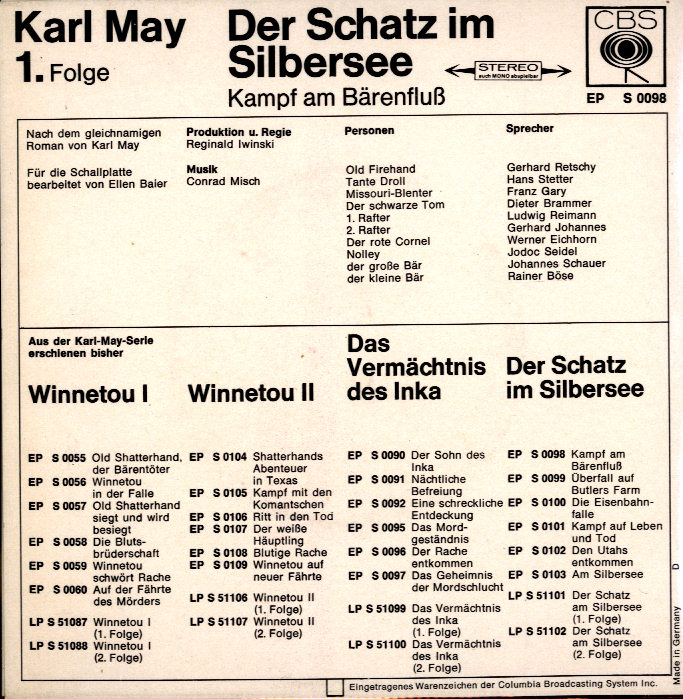 Karl May
1. Folge
Der Schatz im
Silbersee
Kampf am Bärenfluß
STEREO
auch MONO abspielbar
CBS
EP S 0098
Nach dem gleichnamigen
Roman von Karl May
Für die Schallplatte
bearbeitet von Ellen Baier
Produktion u. Regie
Reginald Iwinski
Musik
Conrad Misch
Personen
Old Firehand
Tante Droll
Missouri-Blenter
Der schwarze Tom
1. Rafter
2. Rafter
Der rote Cornel
Nolley
der große Bär
der kleine Bär
Sprecher
Gerhard Retschy
Hans Stetter
Franz Gary
Dieter Brammer
Ludwig Reimann
Gerhard Johannes
Werner Eichhorn
Jodoc Seidel
Johannes Schauer
Rainer Böse
Aus der Karl-May-Serie
erschienen bisher
Winnetou I
EP S 0055 Old Shatterhand,
der Bärentöter
EP S 0056 Winnetou
in der Falle
EP S 0057 Old Shatterhand
siegt und wird
besiegt
EP S 0058 Die Bluts-
brüderschaft
EP S 0059 Winnetou
schwört Rache
EP S 0060 Auf der Fährte
des Mörders
LP S 51087 Winnetou I
(1. Folge)
LP S 51088 Winnetou I
(2. Folge)
Winnetou II
EP S 0104 Shatterhands
Abenteuer
in Texas
EP S 0105 Kampf mit den
Komantschen
EP S 0106 Ritt in den Tod
EP S 0107 Der weiße
Häuptling
EP S 0108 Blutige Rache
EP S 0109 Winnetou auf
neuer Fährte
LP S 51106 Winnetou II
(1. Folge)
LP S 51107 Winnetou II
(2. Folge)
Das
Vermächtnis
des Inka
EP S 0090 Der Sohn des
Inka
EP S 0091 Nächtliche
Befreiung
EP S 0092 Eine schreckliche
Entdeckung
EP S 0095 Das Mord-
geständnis
EP S 0096 Der Rache
entkommen
EP S 0097 Das Geheimnis
der Mordschlucht
LP S 51099 Das Vermächtnis
des Inka
(1. Folge)
LP S 51100 Das Vermächtnis
des Inka
(2. Folge)
Der Schatz
im Silbersee
EP S 0098 Kampf am
Bärenfluß
EP S 0099 Überfall auf
Butlers Farm
EP S 0100 Die Eisenbahn-
falle
EP S 0101 Kampf auf Leben
und Tod
EP S 0102 Den Utahs
entkommen
EP S 0103 Am Silbersee
LP S 51101 Der Schatz
am Silbersee
(1. Folge)
LP S 51102 Der Schatz
am Silbersee
(2. Folge)
Eingetragenes Warenzeichen der Columbia Broadcasting System Inc.
Made in Germany D